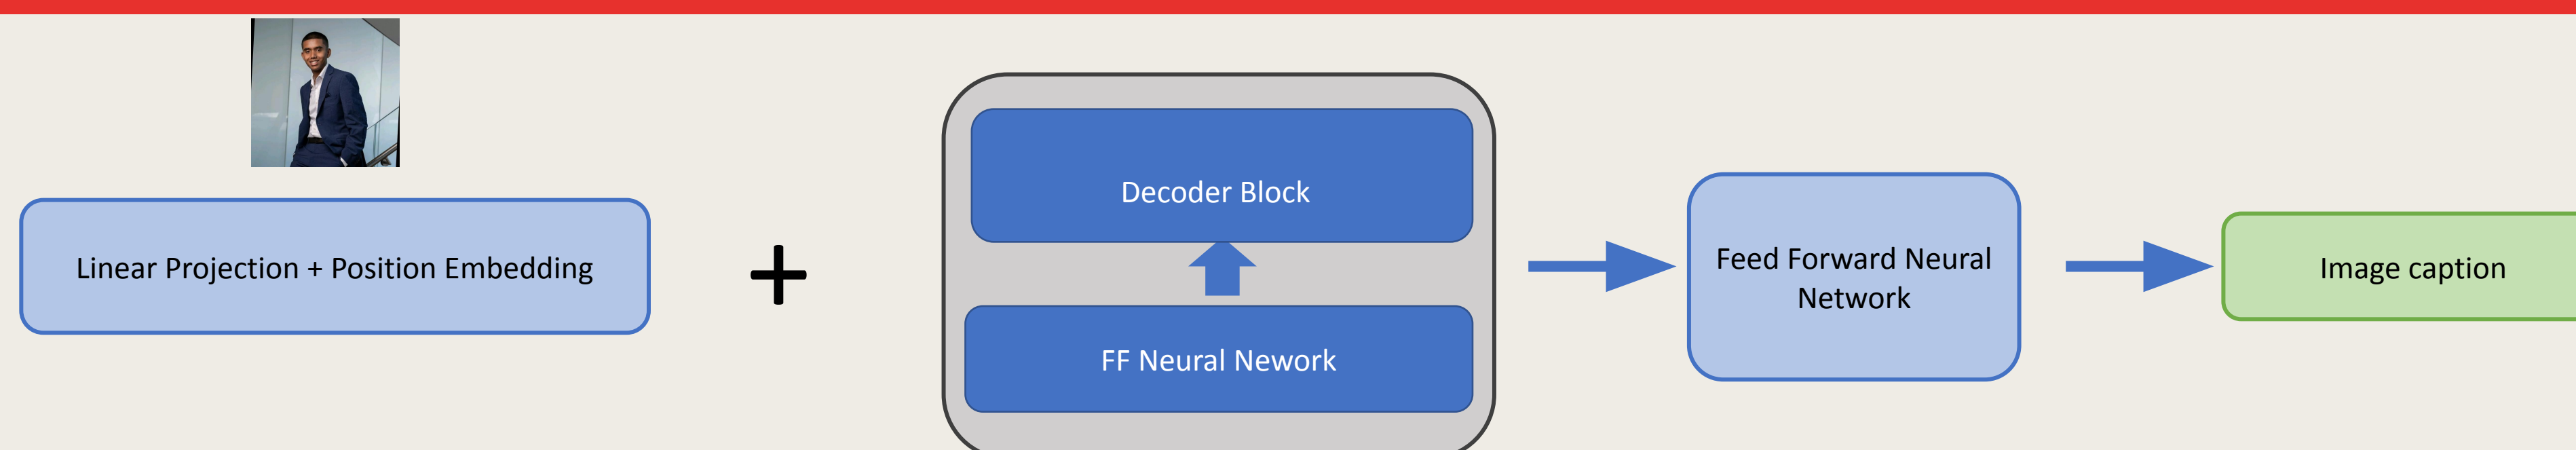 Linear Projection + Position Embedding
+
Decoder Block
FF Neural Nework
Feed Forward Neural
Network
Image caption